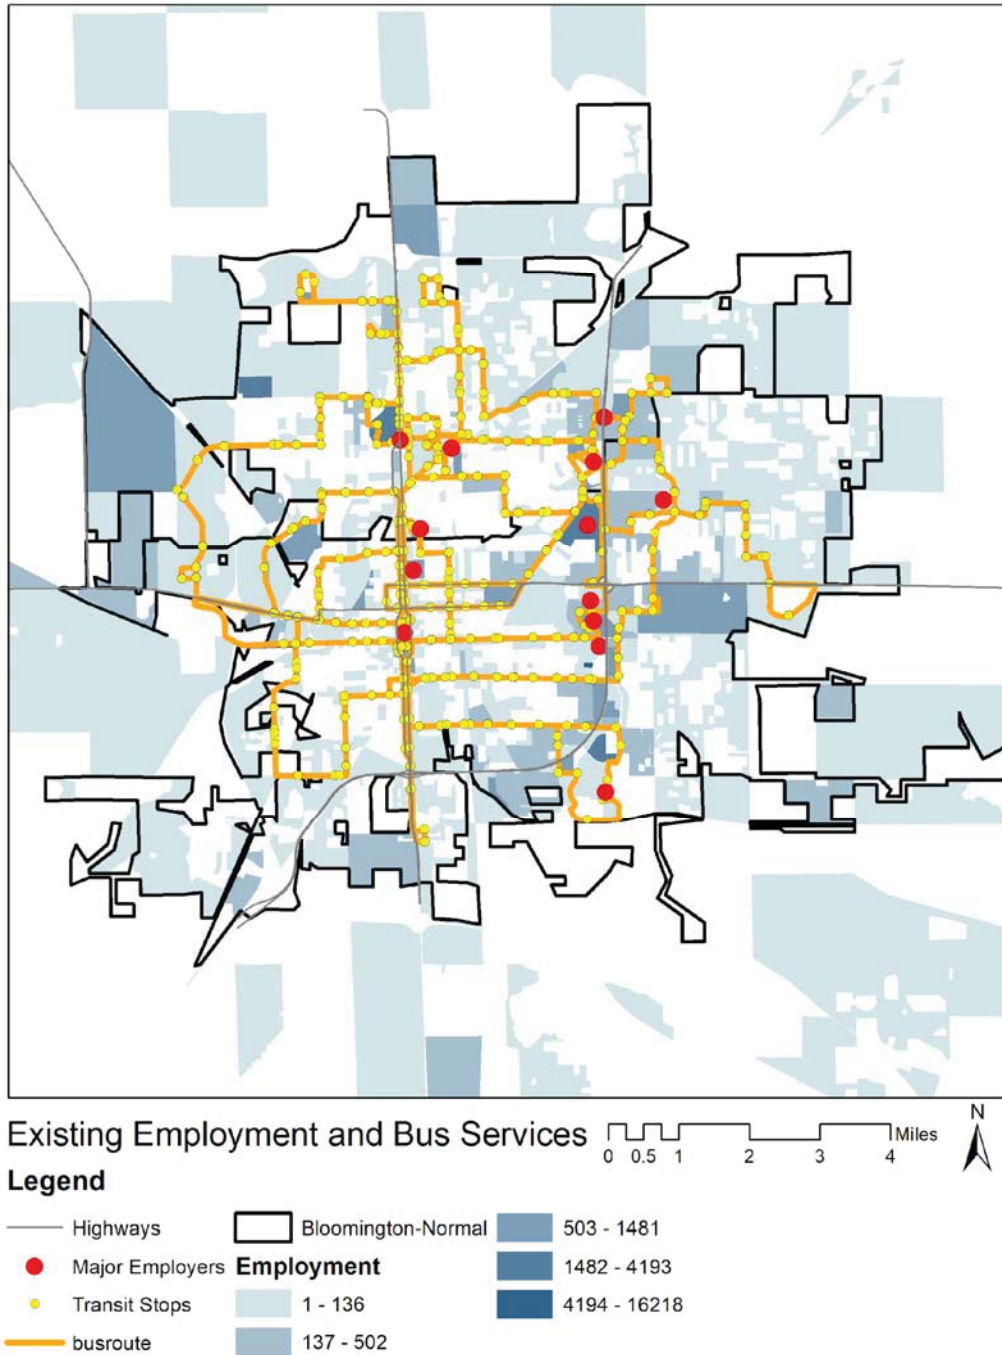 Existing Employment and Bus Services
0 0.5 1 2 3 4 Miles
N
Legend
Highways
Major Employers
Transit Stops
busroute
Bloomington-Normal
Employment
1 - 136
137 - 502
503 - 1481
1482 - 4193
4194 - 16218